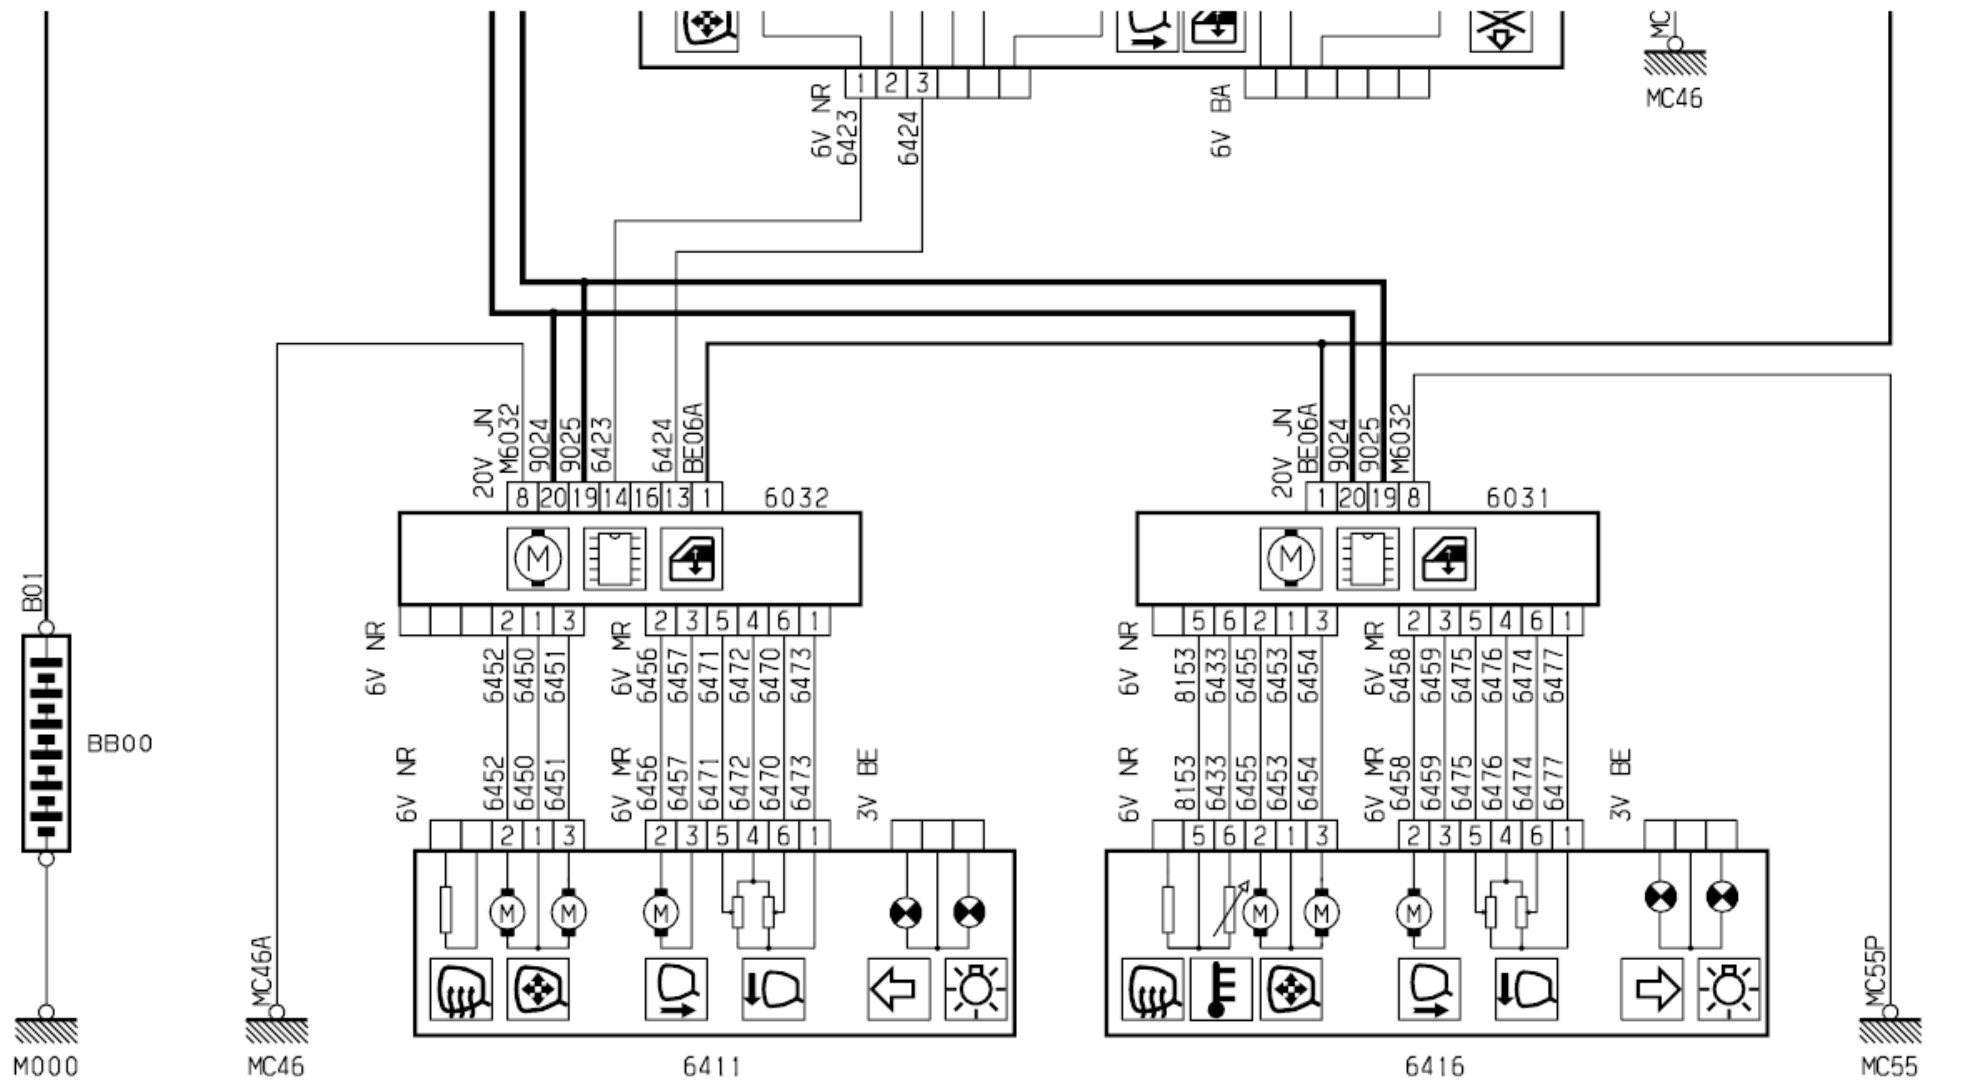 MC
MC46
1 2 3
6V NR
6423
6424
6V BA
20V JN
M6032
9024
9025
6423
6424
BE06A
8 20 19 14 16 13 1
6032
20V JN
BE06A
9024
9025
M6032
1 20 19 8
6031
M M
B01
BB00
6V NR
2 1 3
6V MR
2 3 5 4 6 1
6452 6450 6451
6456 6457 6471 6472 6470 6473
6V NR
5 6 2 1 3
6V MR
2 3 5 4 6 1
8153 6433 6455 6453 6454
6458 6459 6475 6476 6474 6477
6V NR
6452 6450 6451
6V MR
6456 6457 6471 6472 6470 6473
3V BE
6V NR
8153 6433 6455 6453 6454
6V MR
6458 6459 6475 6476 6474 6477
3V BE
2 1 3 2 3 5 4 6 1
5 6 2 1 3 2 3 5 4 6 1
M M M
M M M
MC46A
MC55P
M000
MC46
6411
6416
MC55